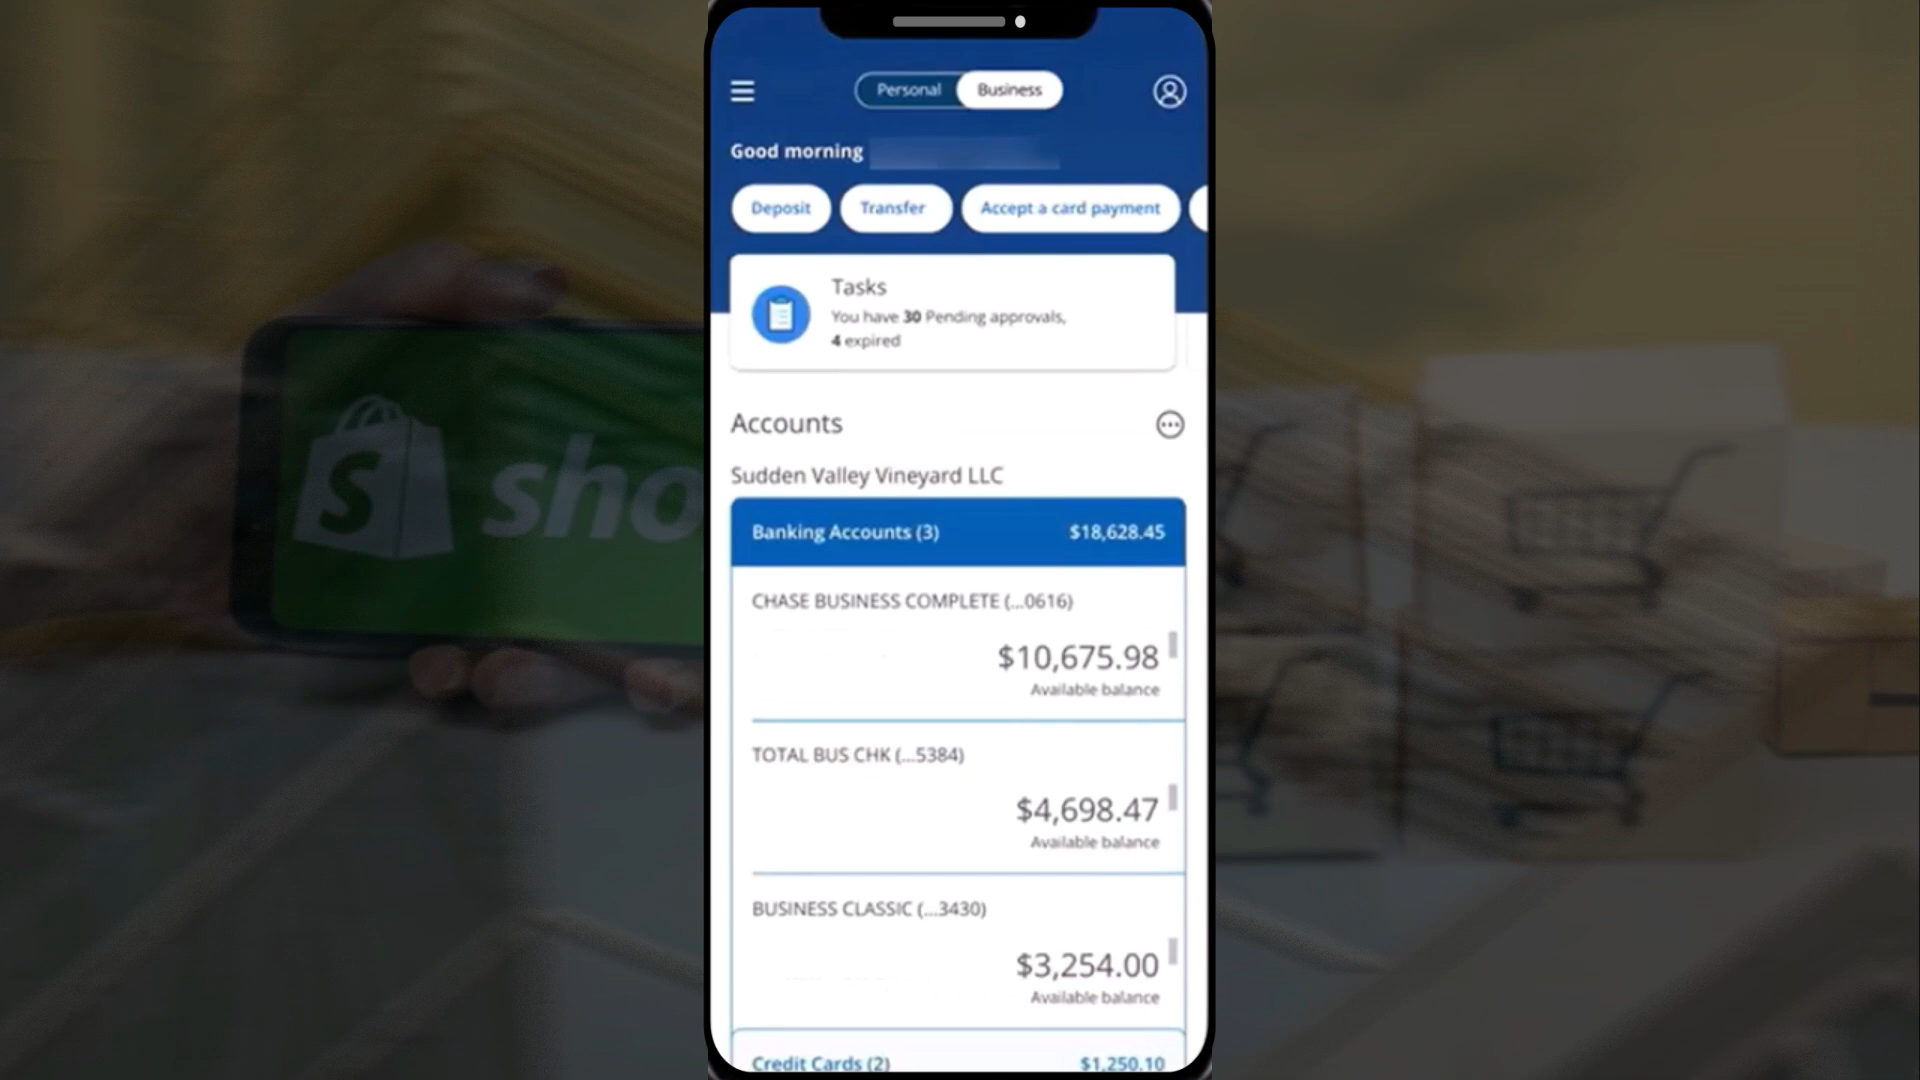 Personal Business
Good morning
Deposit Transfer Accept a card payment
Tasks
You have 30 Pending approvals,
4 expired
Accounts
Sudden Valley Vineyard LLC
Banking Accounts (3) $18,628.45
CHASE BUSINESS COMPLETE (...0616)
$10,675.98
Available balance
TOTAL BUS CHK (...5384)
$4,698.47
Available balance
BUSINESS CLASSIC (...3430)
$3,254.00
Available balance
Credit Cards (2) $1,250.10
S sho